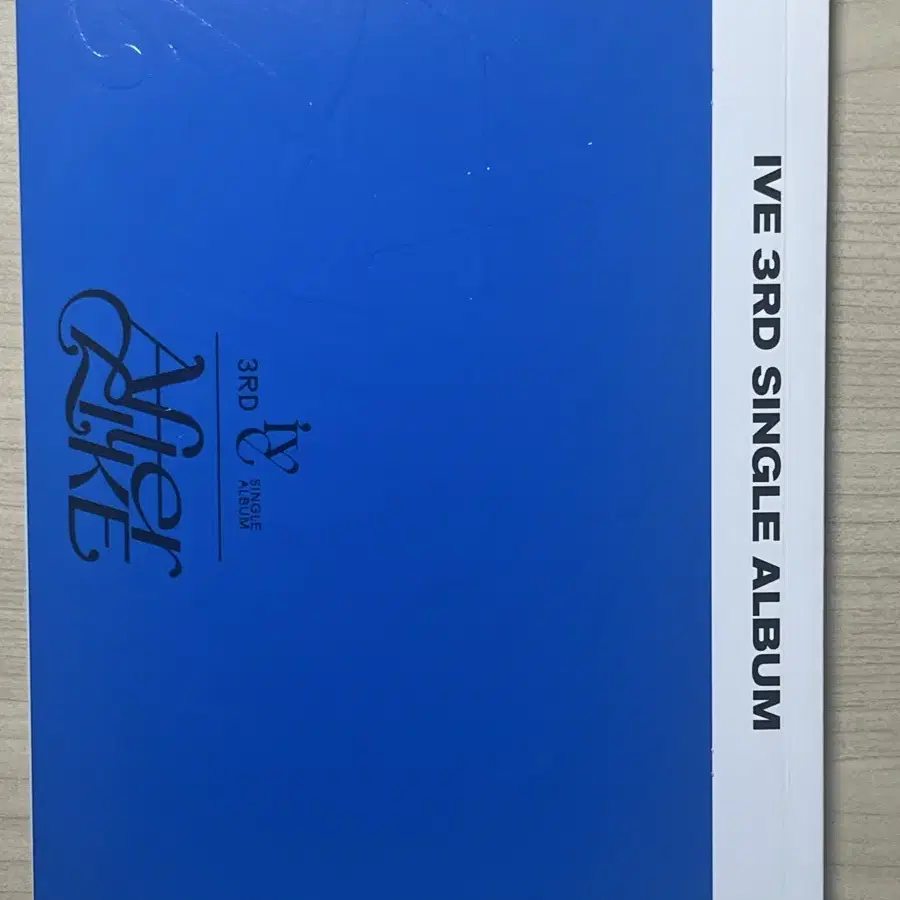 IVE 3RD SINGLE ALBUM
IVE
3RD SINGLE
ALBUM
After
LIKE